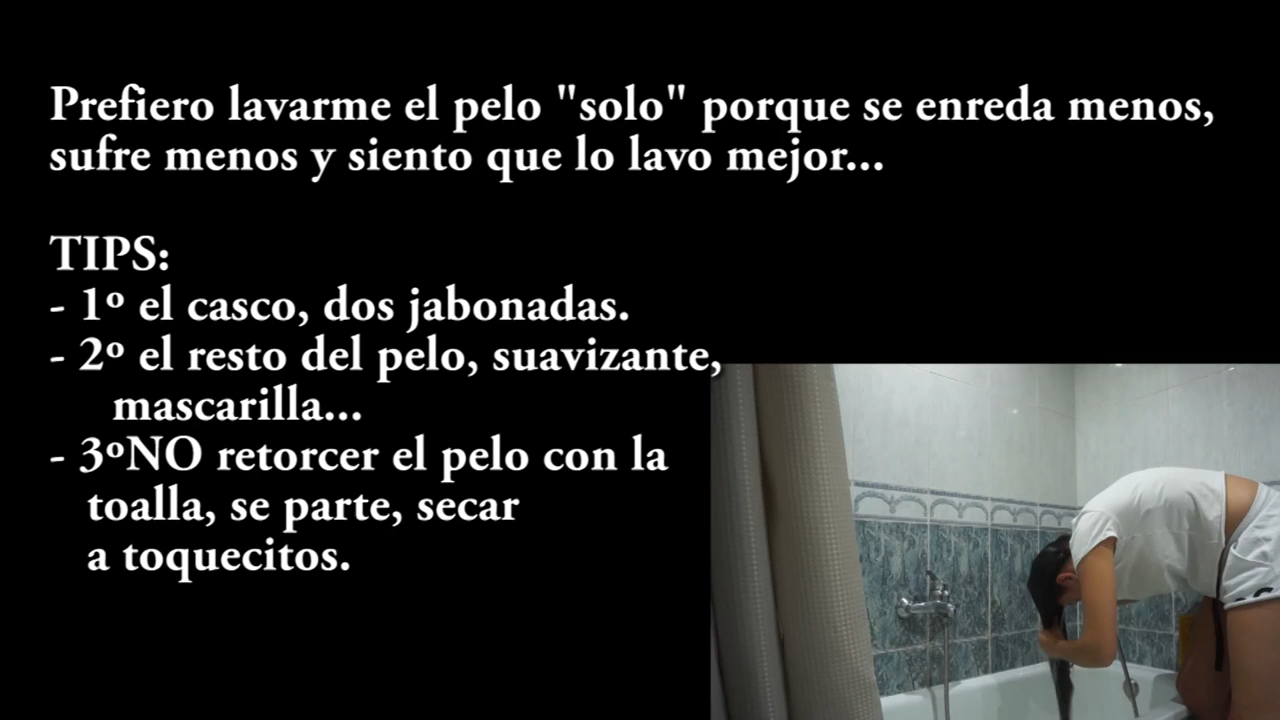 Prefiero lavarme el pelo "solo" porque se enreda menos,
sufre menos y siento que lo lavo mejor...
TIPS:
- 1º el casco, dos jabonadas.
- 2º el resto del pelo, suavizante,
mascarilla...
- 3ºNO retorcer el pelo con la
toalla, se parte, secar
a toquecitos.